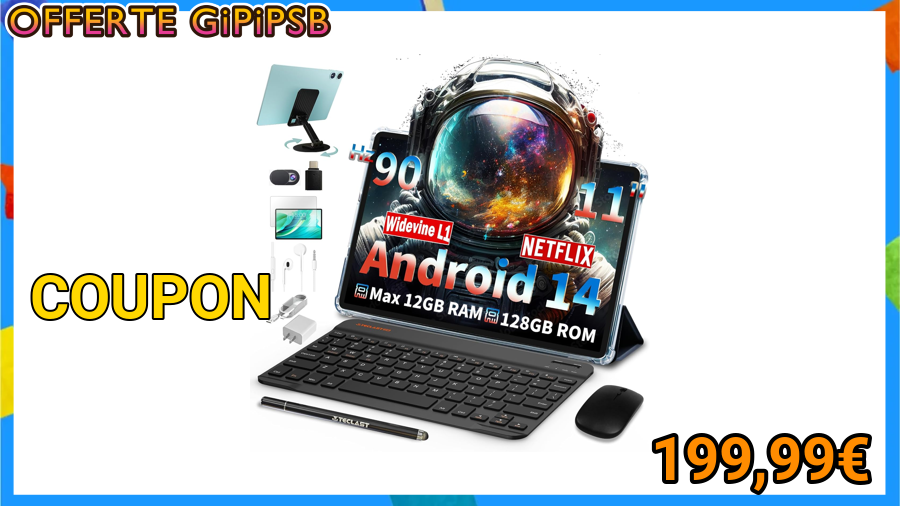 OFFERTE GiPiPSB
Hz
90
11"
Widevine L1
NETFLIX
Android 14
Max 12GB RAM 128GB ROM
COUPON
TECLAST
199,99€